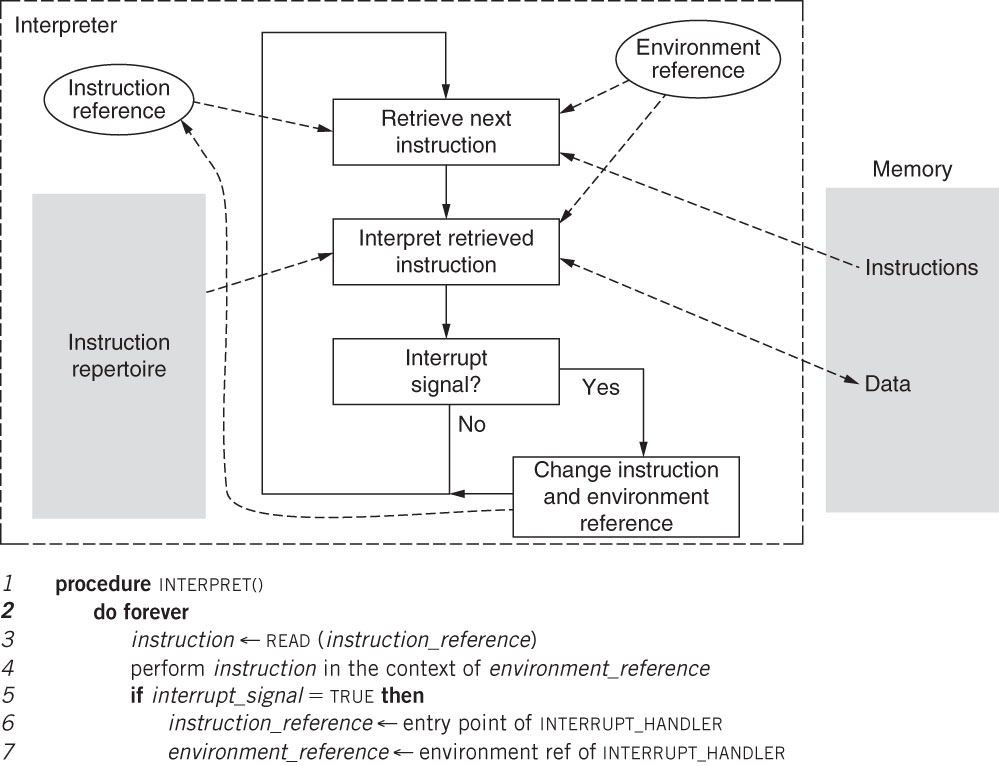 Interpreter
Environment
reference
Instruction
reference
Retrieve next
instruction
Memory
Interpret retrieved
instruction
Instructions
Instruction
repertoire
Interrupt
signal?
Yes
Data
No
Change instruction
and environment
reference
1 procedure INTERPRET()
2 do forever
3 instruction ← READ (instruction_reference)
4 perform instruction in the context of environment_reference
5 if interrupt_signal = TRUE then
6 instruction_reference ← entry point of INTERRUPT_HANDLER
7 environment_reference ← environment ref of INTERRUPT_HANDLER